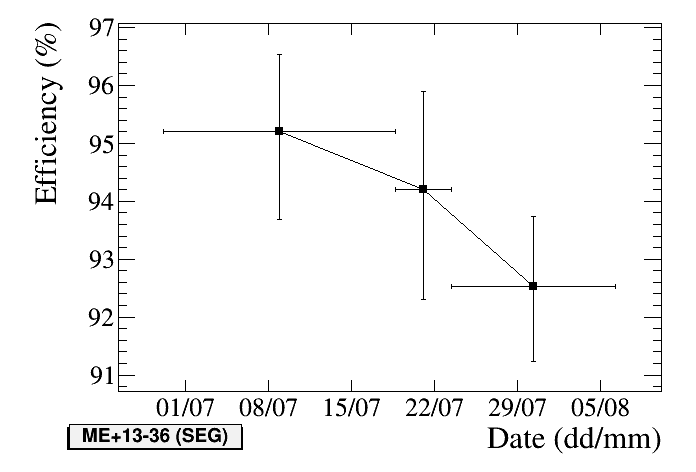 Efficiency (%)
97
96
95
94
93
92
91
01/07 08/07 15/07 22/07 29/07 05/08
ME+13-36 (SEG)
Date (dd/mm)